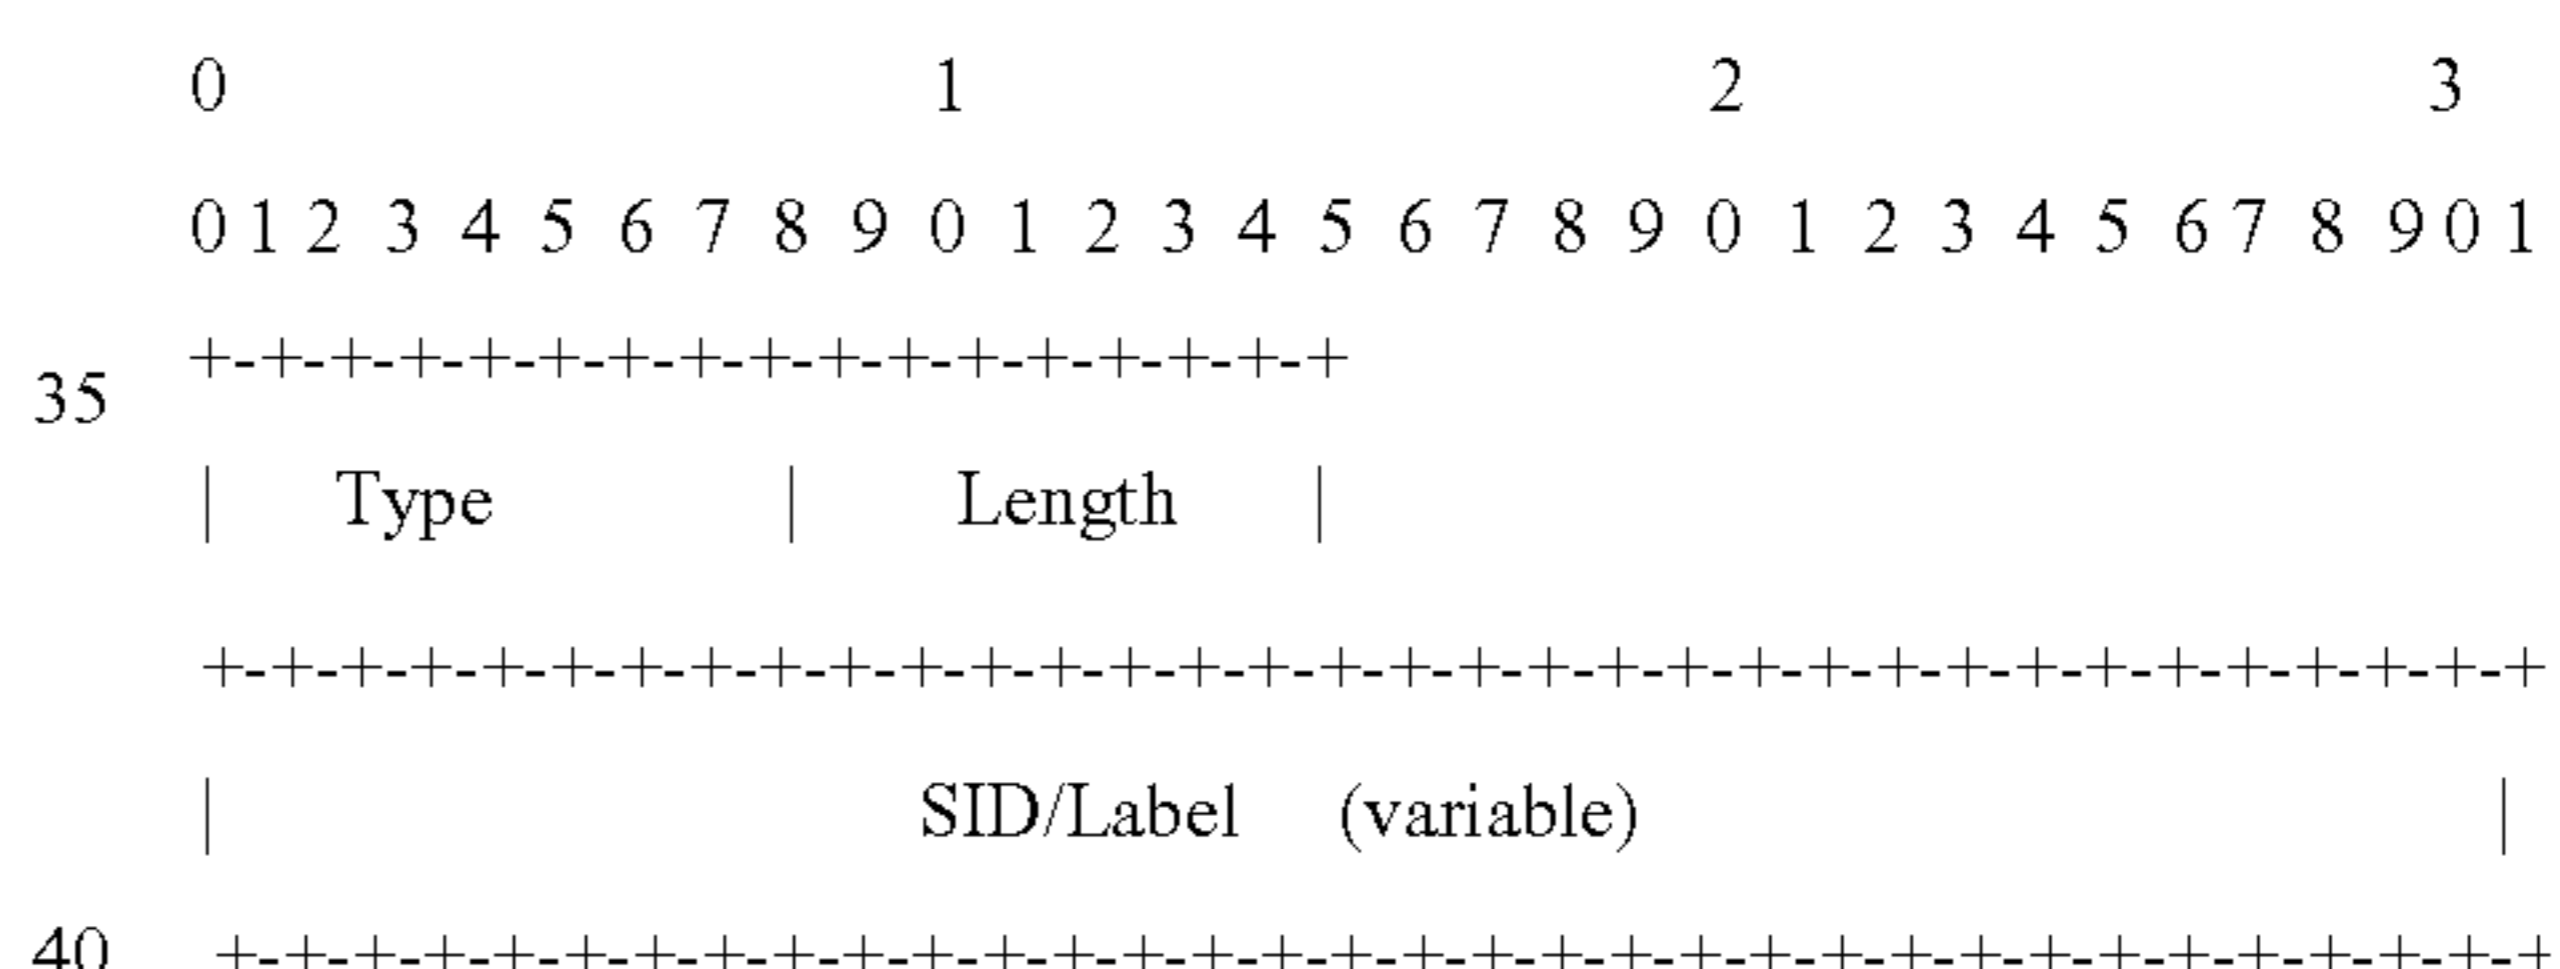 0 1 2 3
0 1 2 3 4 5 6 7 8 9 0 1 2 3 4 5 6 7 8 9 0 1 2 3 4 5 6 7 8 9 0 1
+-+-+-+-+-+-+-+-+-+-+-+-+-+-+-+-+
35
| Type | Length |
+-+-+-+-+-+-+-+-+-+-+-+-+-+-+-+-+-+-+-+-+-+-+-+-+-+-+-+-+-+-+-+-+-+
| SID/Label (variable) |
40 +-+-+-+-+-+-+-+-+-+-+-+-+-+-+-+-+-+-+-+-+-+-+-+-+-+-+-+-+-+-+-+-+-+